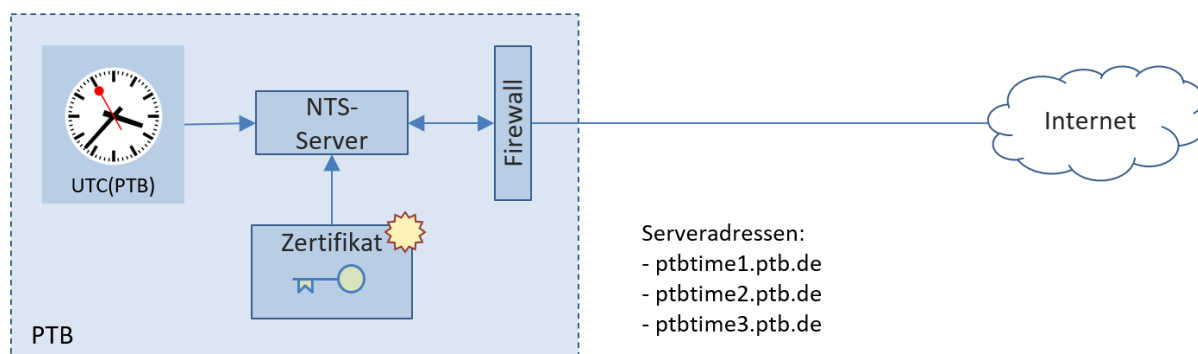 UTC(PTB)
NTS-
Server
Firewall
Internet
Zertifikat
PTB
Serveradressen:
- ptbtime1.ptb.de
- ptbtime2.ptb.de
- ptbtime3.ptb.de